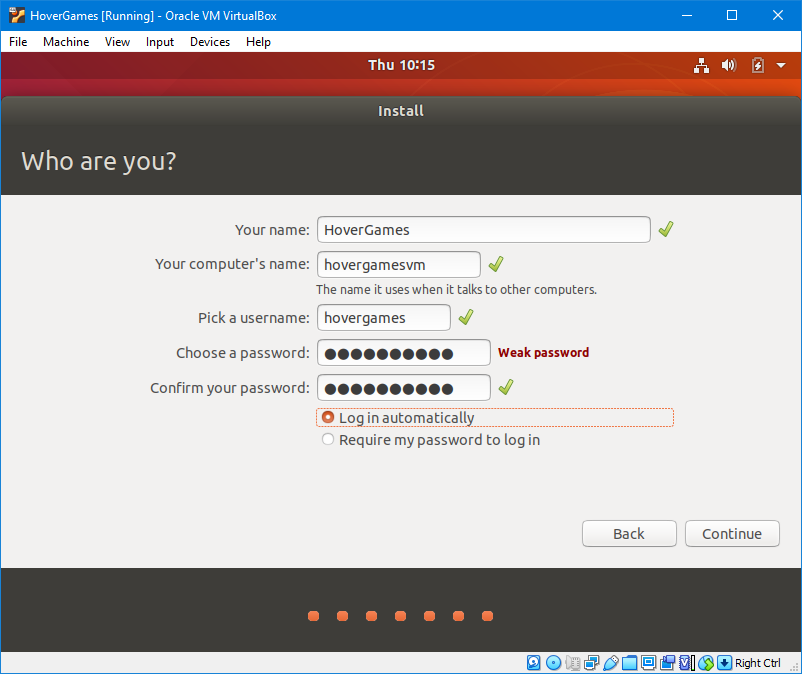 HoverGames [Running] - Oracle VM VirtualBox
File Machine View Input Devices Help
Thu 10:15
Install
Who are you?
Your name: HoverGames
Your computer's name: hovergamesvm
The name it uses when it talks to other computers.
Pick a username: hovergames
Choose a password: ●●●●●●●●●● Weak password
Confirm your password: ●●●●●●●●●●
Log in automatically
Require my password to log in
Back Continue
Right Ctrl